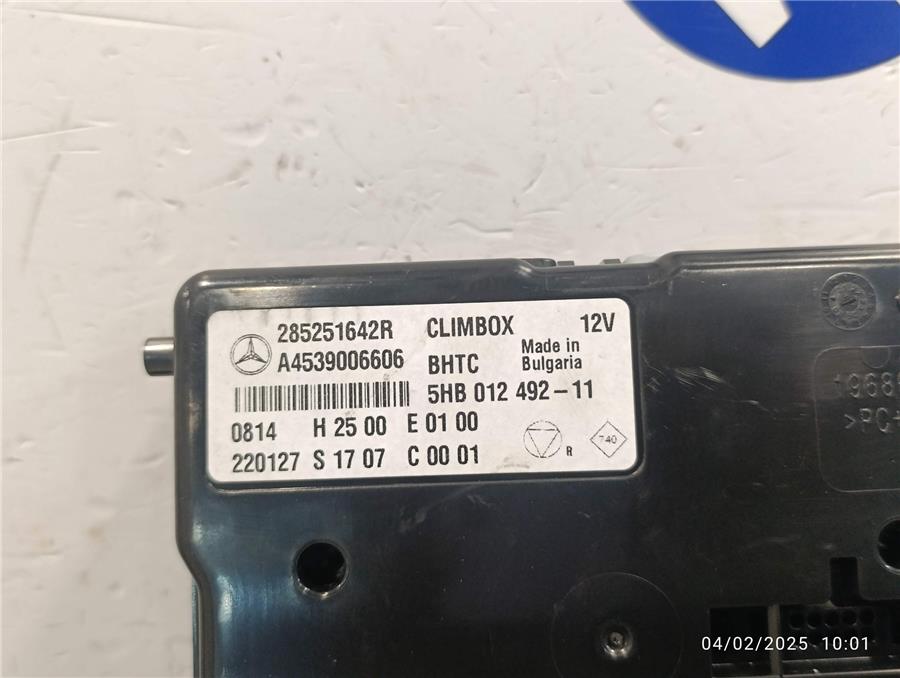 285251642R CLIMBOX 12V
A4539006606 BHTC Made in Bulgaria
5HB 012 492-11
0814 H 25 00 E 01 00
220127 S 17 07 C 00 01
R
740
>PC+
04/02/2025 10:01